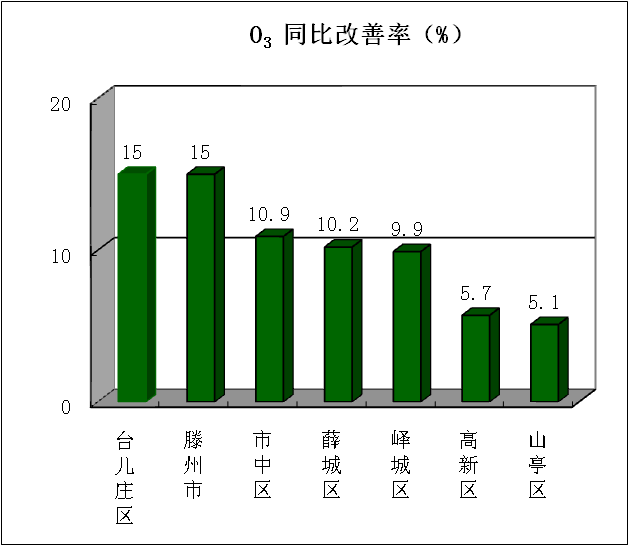 O₃ 同比改善率（%）
20
10
0
15
15
10.9
10.2
9.9
5.7
5.1
台儿庄区
滕州市
市中区
薛城区
峄城区
高新区
山亭区